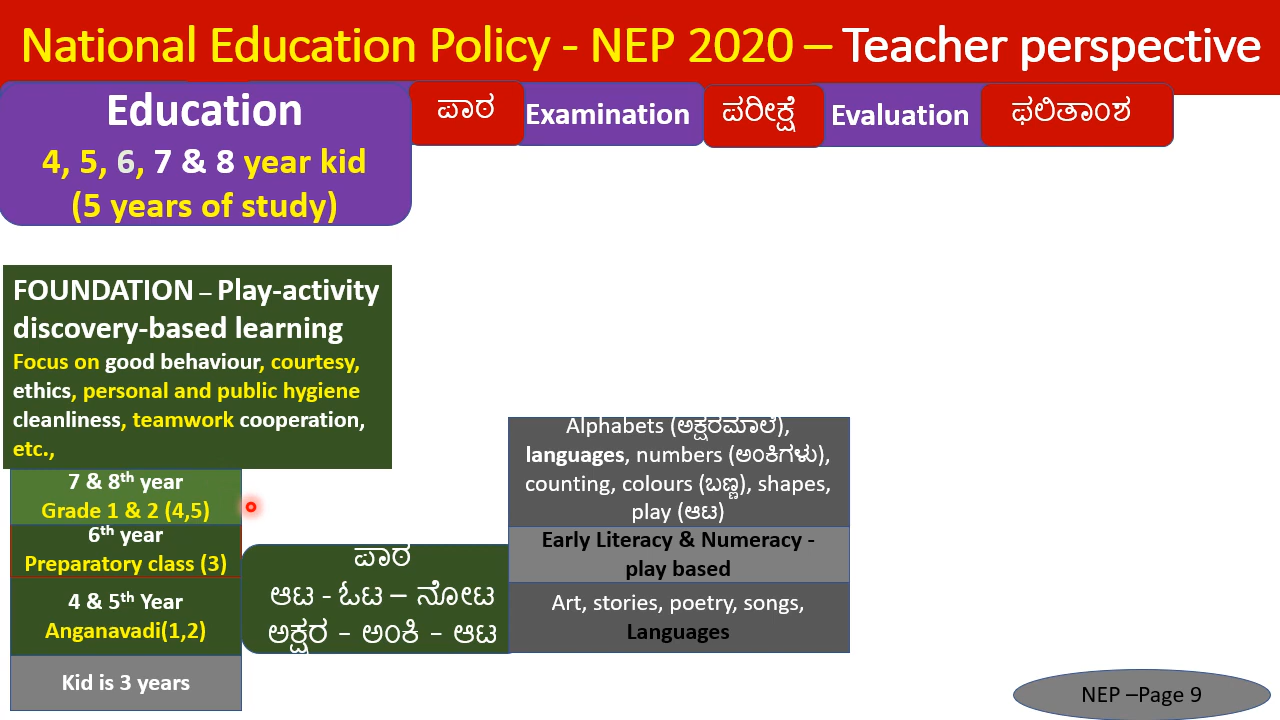 National Education Policy - NEP 2020 – Teacher perspective
Education
4, 5, 6, 7 & 8 year kid
(5 years of study)
ಪಾಠ
Examination
ಪರೀಕ್ಷೆ
Evaluation
ಫಲಿತಾಂಶ
FOUNDATION – Play-activity
discovery-based learning
Focus on good behaviour, courtesy,
ethics, personal and public hygiene
cleanliness, teamwork cooperation,
etc.,
7 & 8th year
Grade 1 & 2 (4,5)
6th year
Preparatory class (3)
4 & 5th Year
Anganavadi(1,2)
Kid is 3 years
ಪಾಠ
ಆಟ - ಓಟ – ನೋಟ
ಅಕ್ಷರ - ಅಂಕಿ - ಆಟ
Alphabets (ಅಕ್ಷರಮಾಲೆ),
languages, numbers (ಅಂಕಿಗಳು),
counting, colours (ಬಣ್ಣ), shapes,
play (ಆಟ)
Early Literacy & Numeracy -
play based
Art, stories, poetry, songs,
Languages
NEP –Page 9